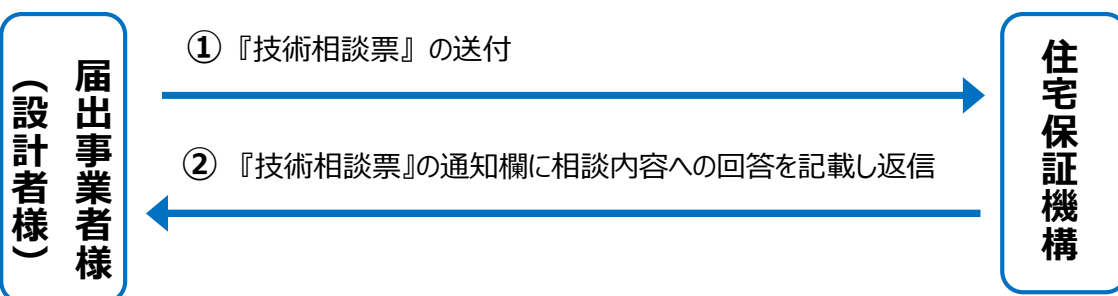 届出事業者様
（設計者様）
① 『技術相談票』 の送付
② 『技術相談票』の通知欄に相談内容への回答を記載し返信
住宅保証機構